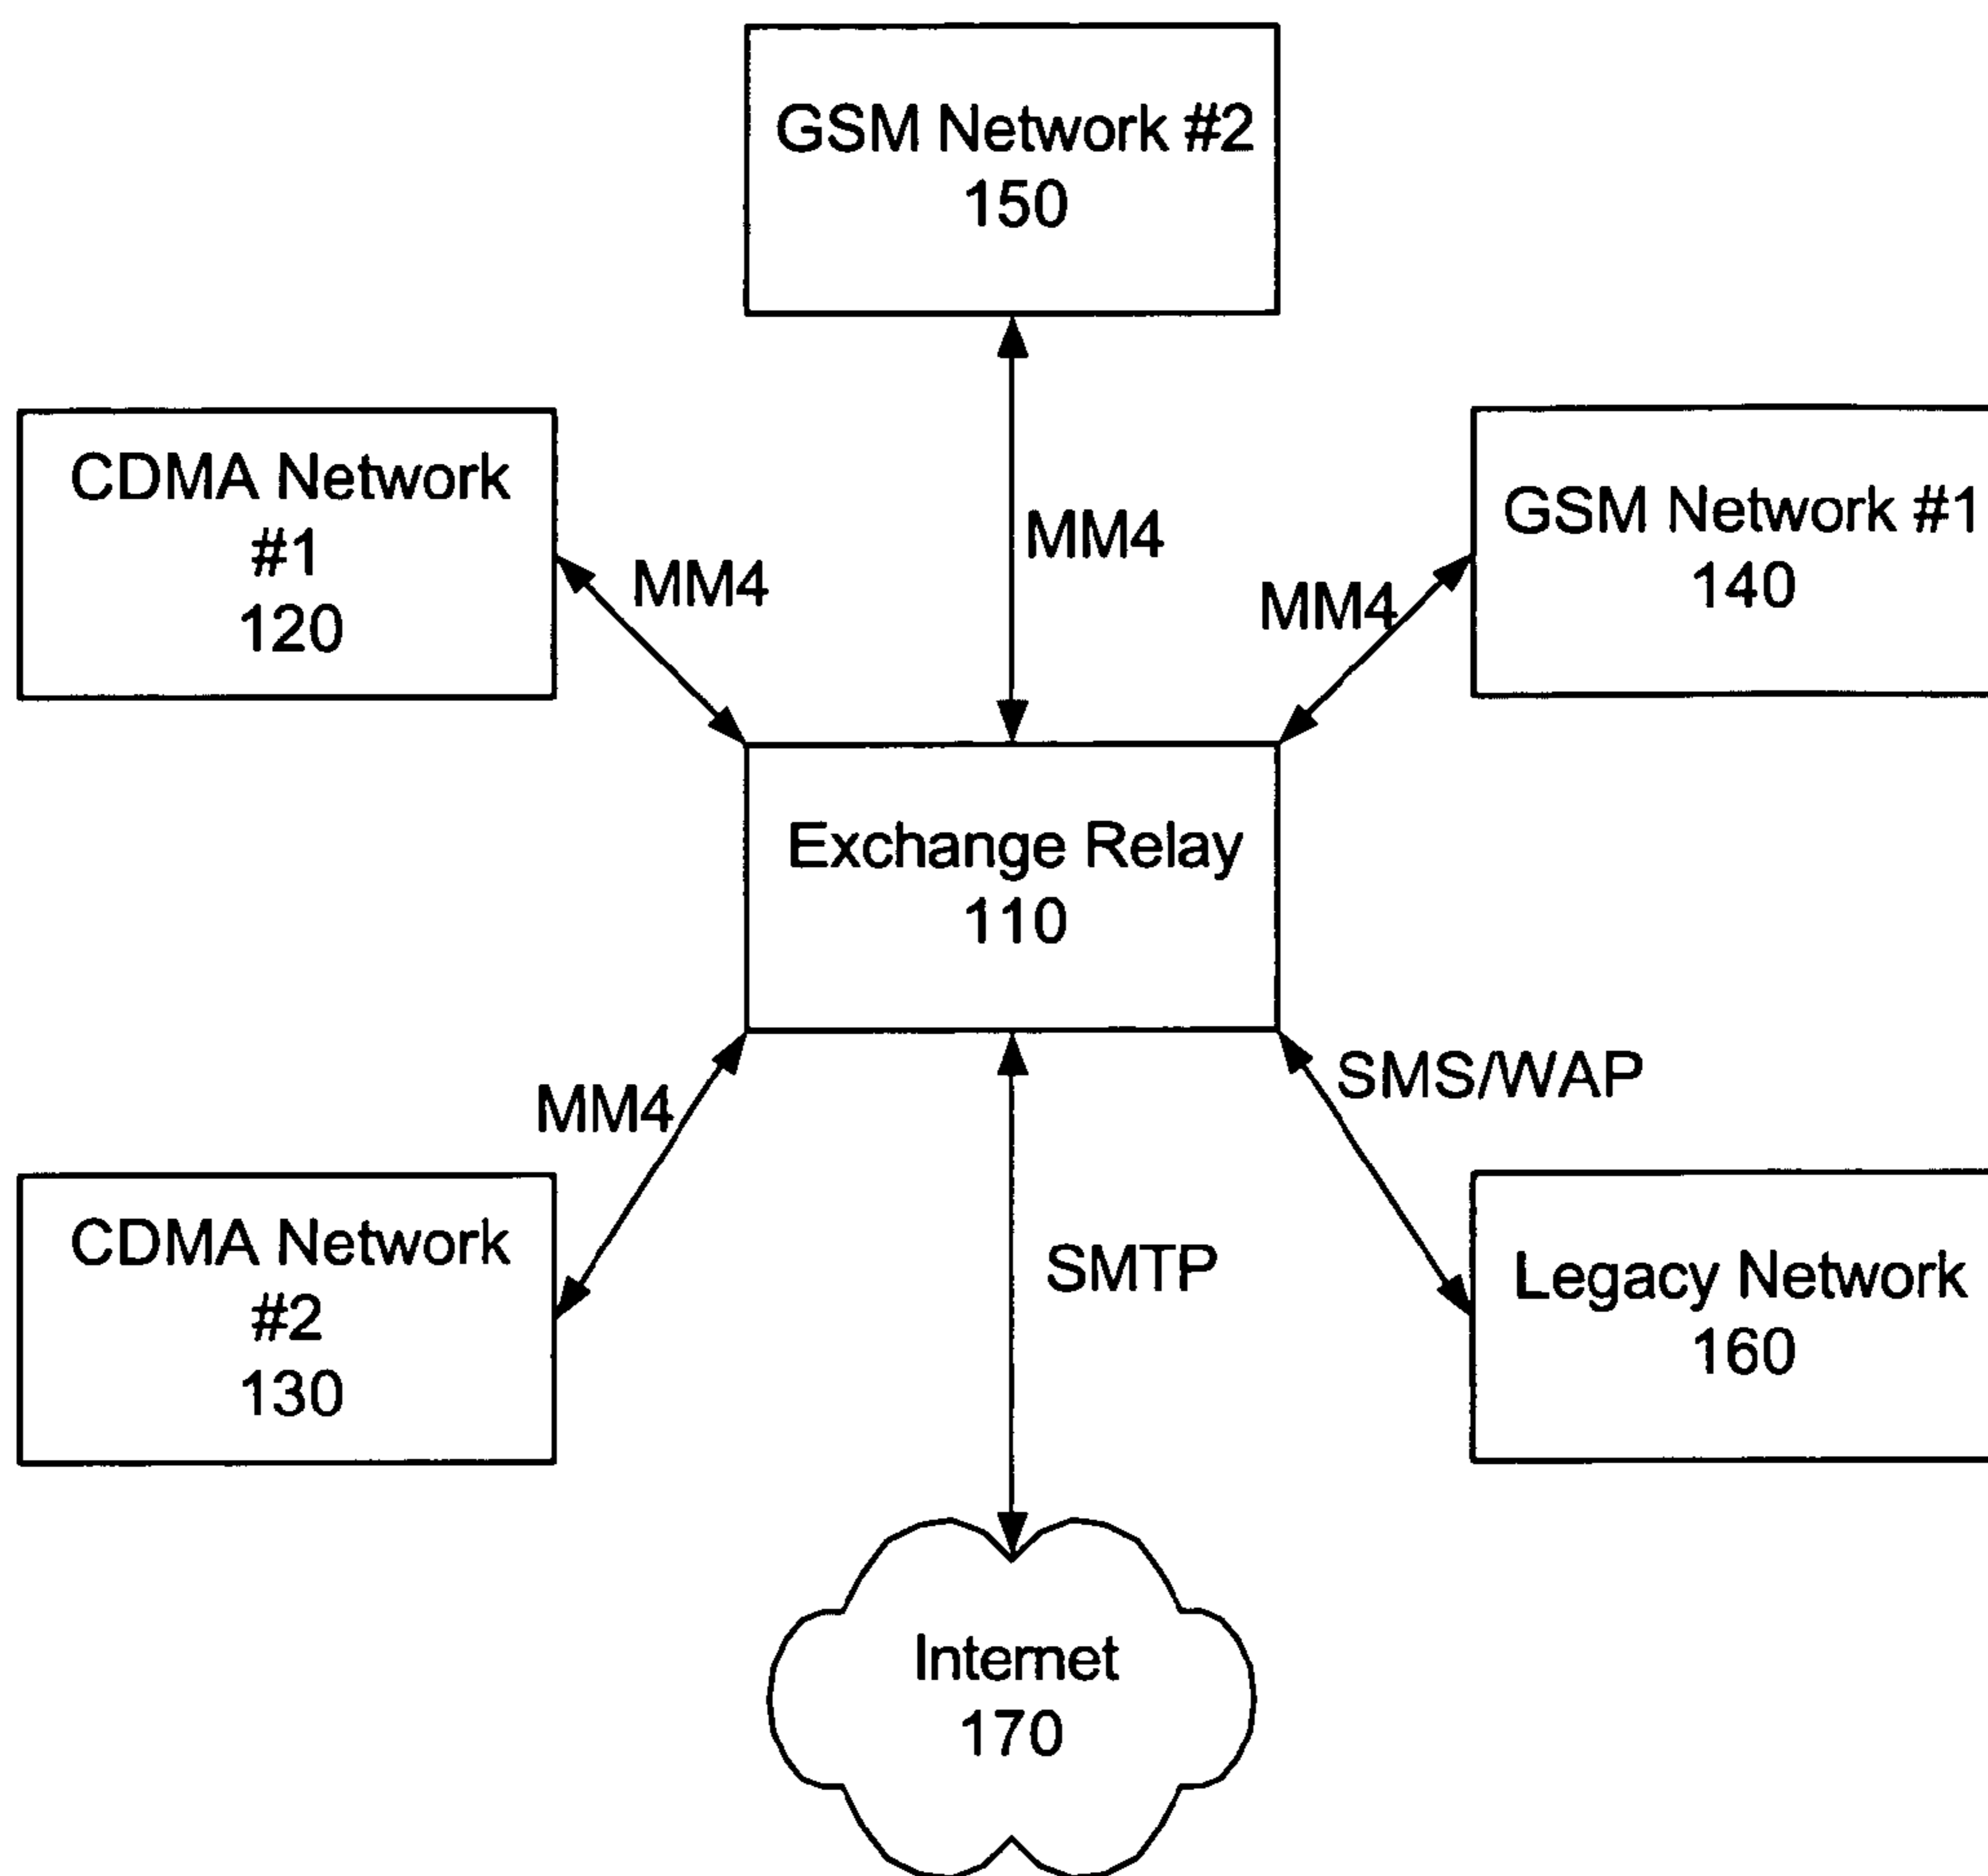 GSM Network #2
150
CDMA Network
#1
120
MM4
MM4
MM4
GSM Network #1
140
Exchange Relay
110
MM4
SMS/WAP
CDMA Network
#2
130
SMTP
Legacy Network
160
Internet
170